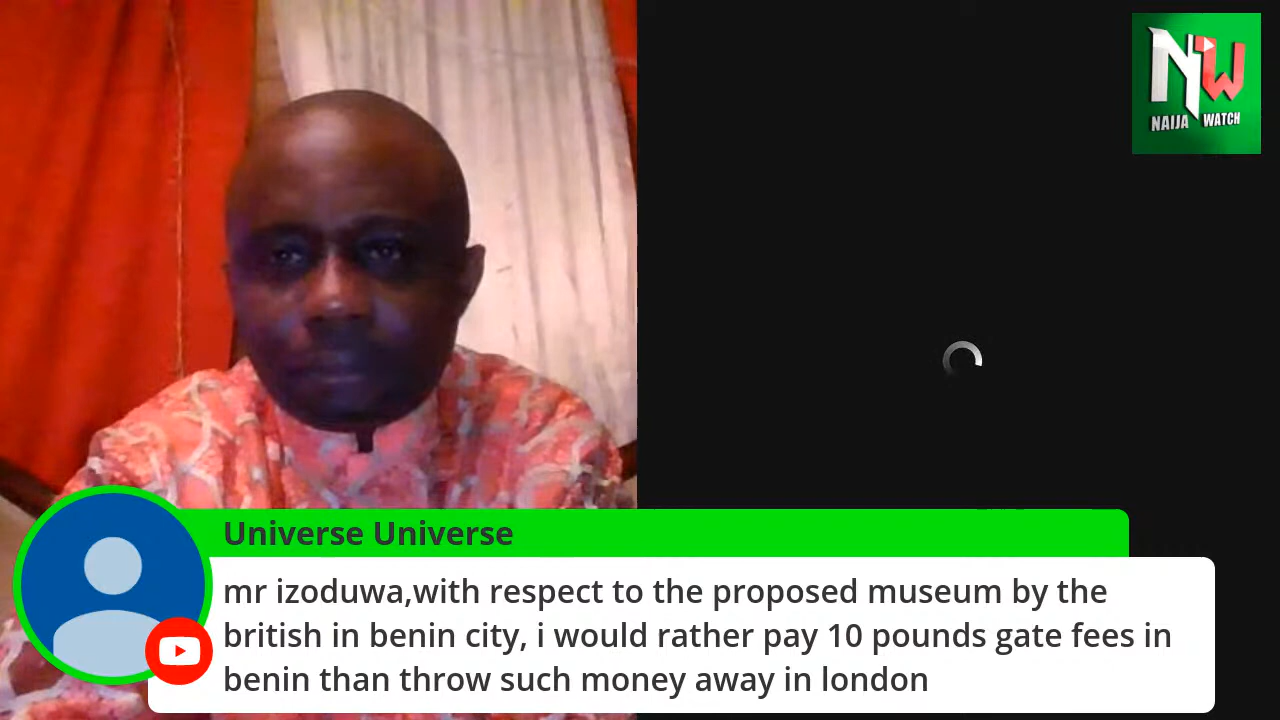 NW
NAIJA WATCH
Universe Universe
mr izoduwa,with respect to the proposed museum by the
british in benin city, i would rather pay 10 pounds gate fees in
benin than throw such money away in london